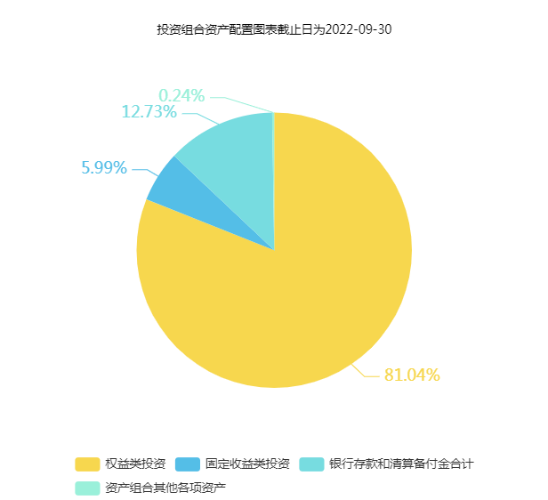 投资组合资产配置图表截止日为2022-09-30
0.24%
12.73%
5.99%
81.04%
权益类投资 固定收益类投资 银行存款和清算备付金合计
资产组合其他各项资产